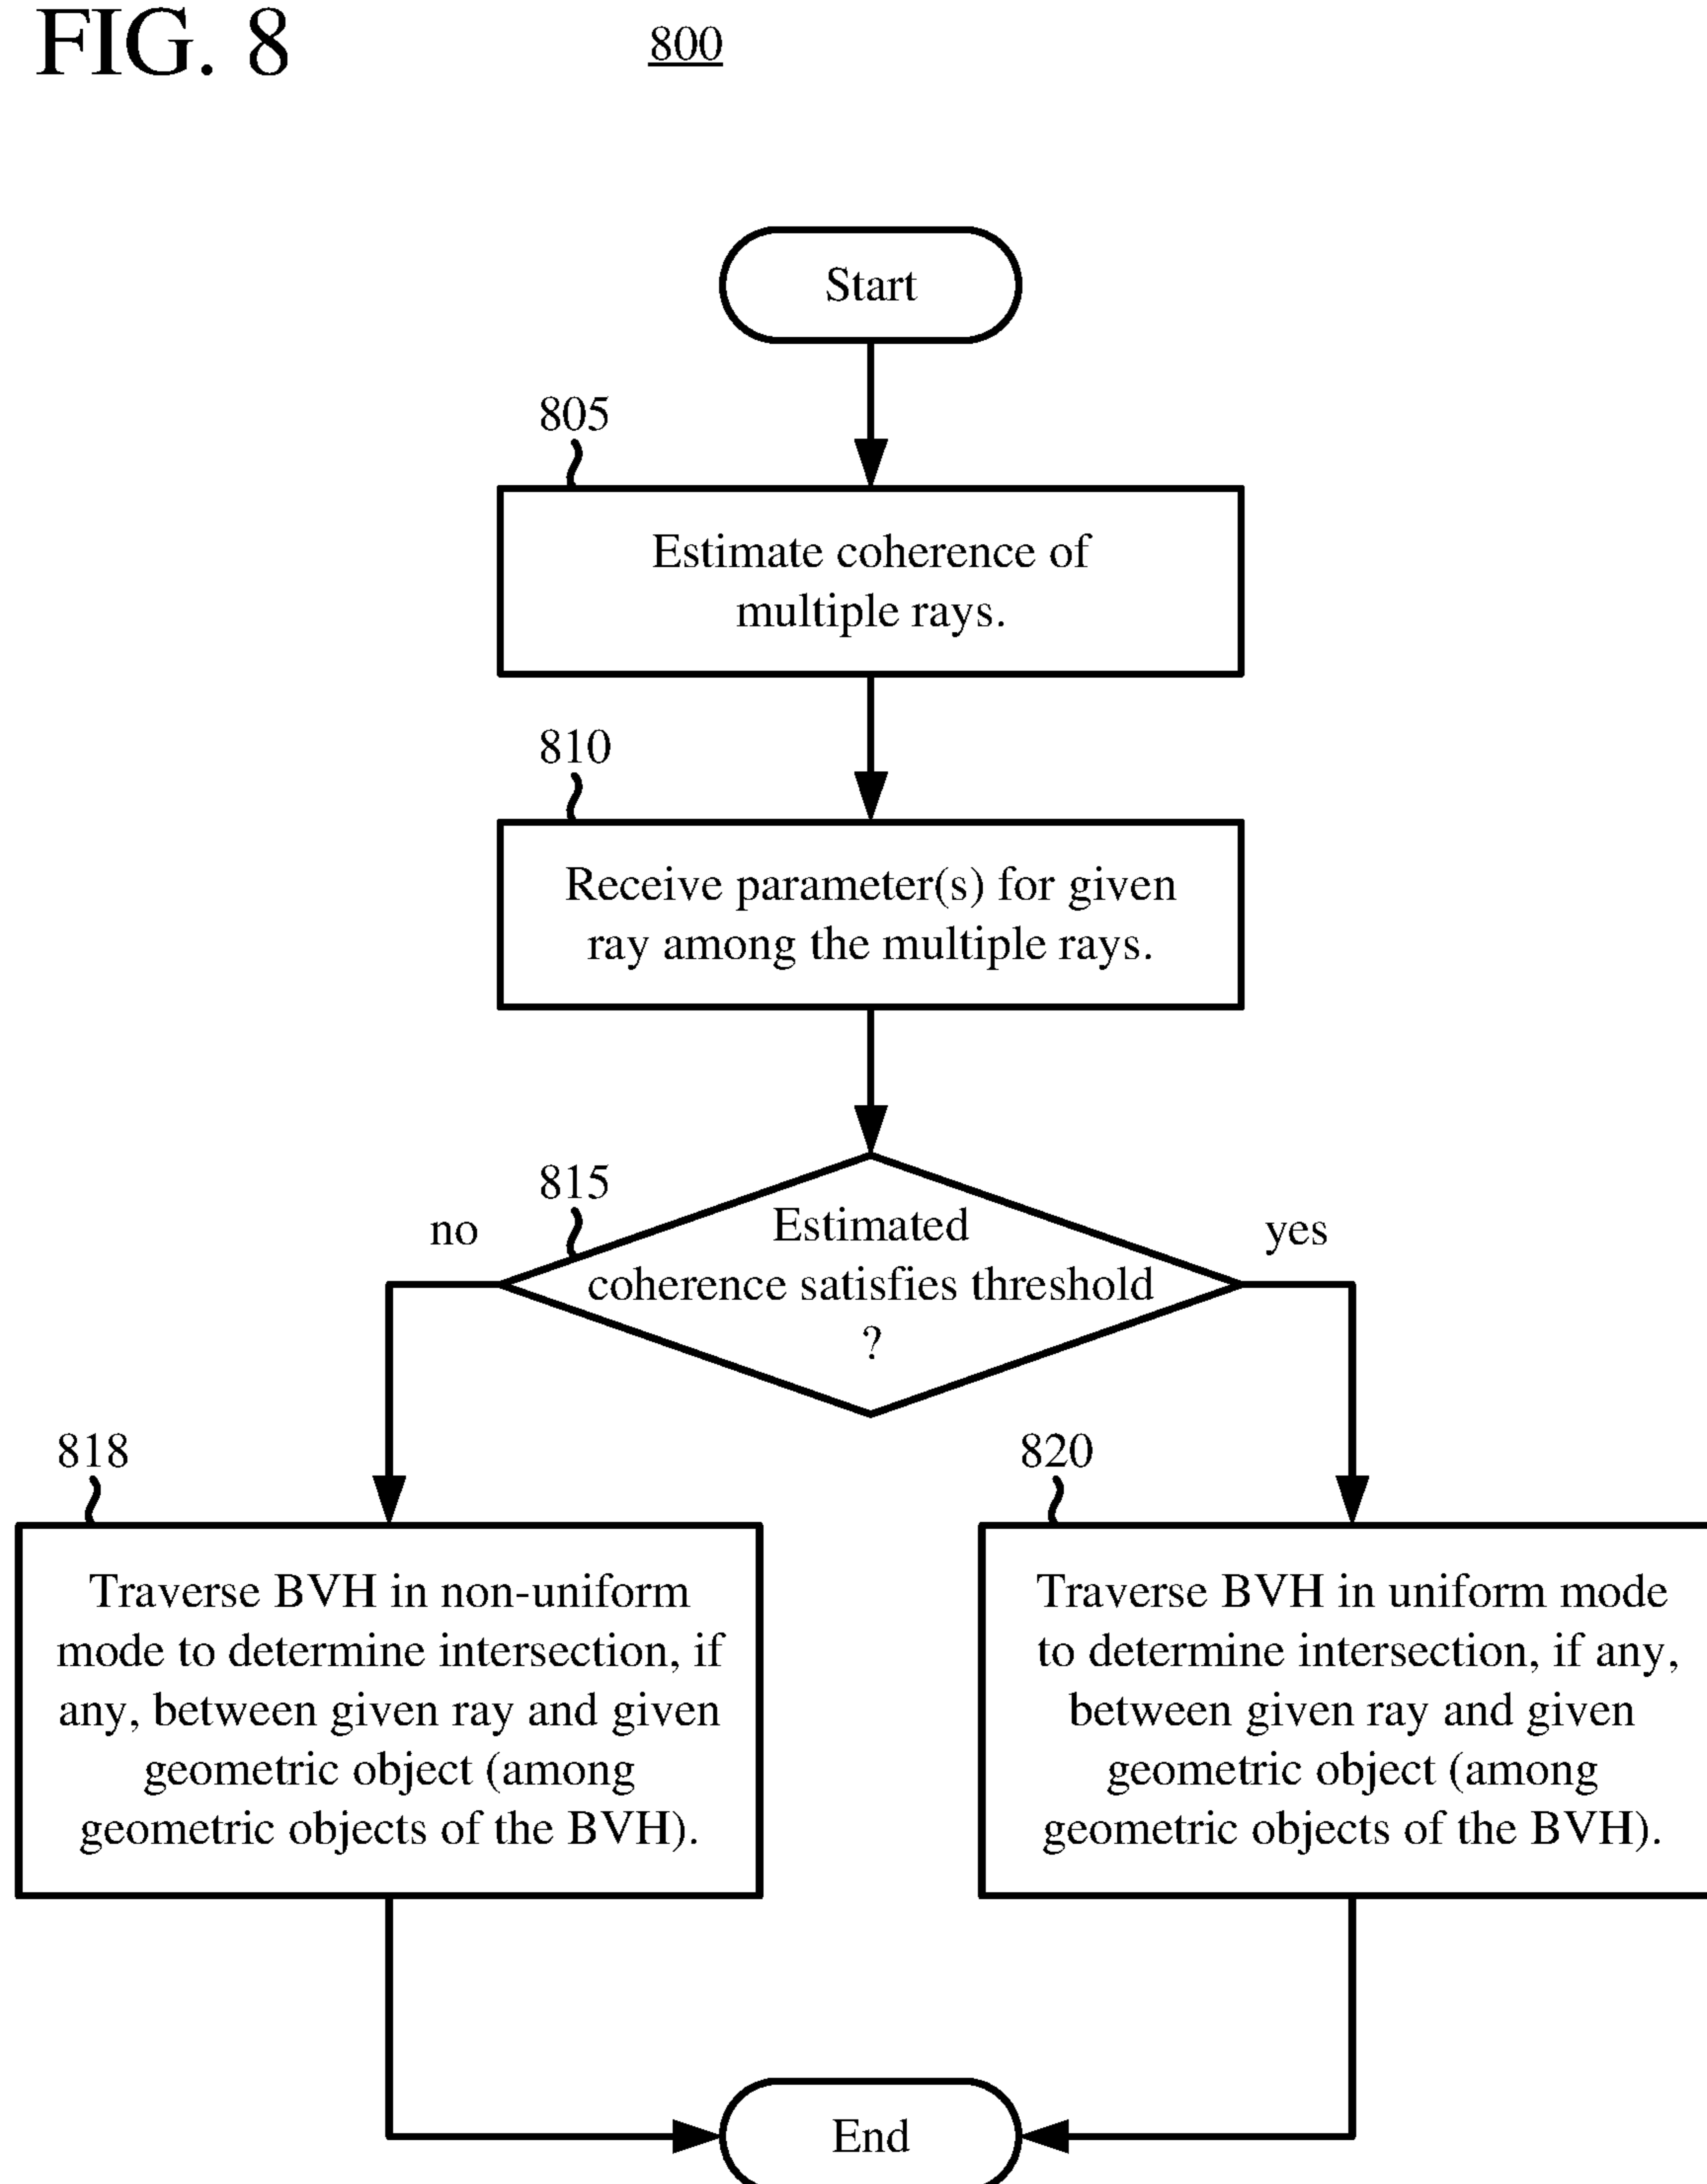 FIG. 8
800
Start
805
Estimate coherence of
multiple rays.
810
Receive parameter(s) for given
ray among the multiple rays.
815
no
yes
Estimated
coherence satisfies threshold
?
818
Traverse BVH in non-uniform
mode to determine intersection, if
any, between given ray and given
geometric object (among
geometric objects of the BVH).
820
Traverse BVH in uniform mode
to determine intersection, if any,
between given ray and given
geometric object (among
geometric objects of the BVH).
End